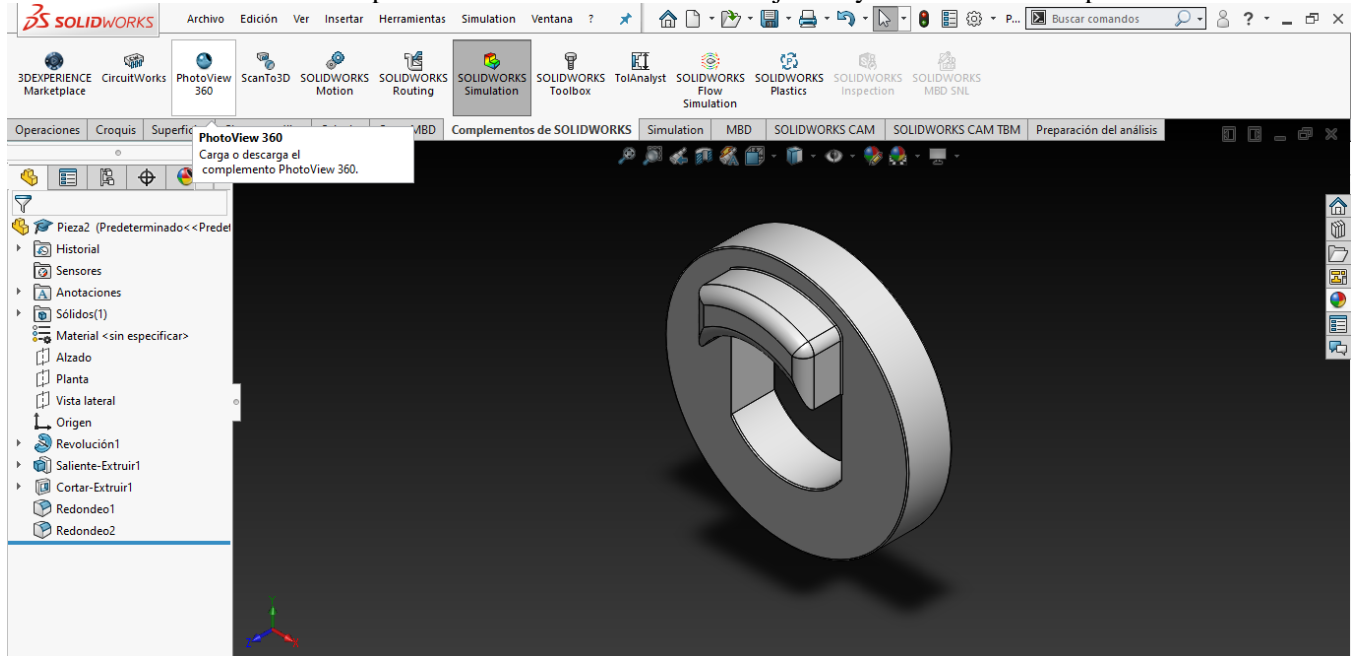 SOLIDWORKS Archivo Edición Ver Insertar Herramientas Simulation Ventana ? P... Buscar comandos ?
3DEXPERIENCE Marketplace
CircuitWorks
PhotoView 360
ScanTo3D
SOLIDWORKS Motion
SOLIDWORKS Routing
SOLIDWORKS Simulation
SOLIDWORKS Toolbox
TolAnalyst
SOLIDWORKS Flow Simulation
SOLIDWORKS Plastics
SOLIDWORKS Inspection
SOLIDWORKS MBD SNL
Operaciones Croquis MBD Complementos de SOLIDWORKS Simulation MBD SOLIDWORKS CAM SOLIDWORKS CAM TBM Preparación del análisis
PhotoView 360
Carga o descarga el
complemento PhotoView 360.
Pieza2 (Predeterminado<<Predet
Historial
Sensores
Anotaciones
Sólidos(1)
Material <sin especificar>
Alzado
Planta
Vista lateral
Origen
Revolución1
Saliente-Extruir1
Cortar-Extruir1
Redondeo1
Redondeo2
Y
Z X